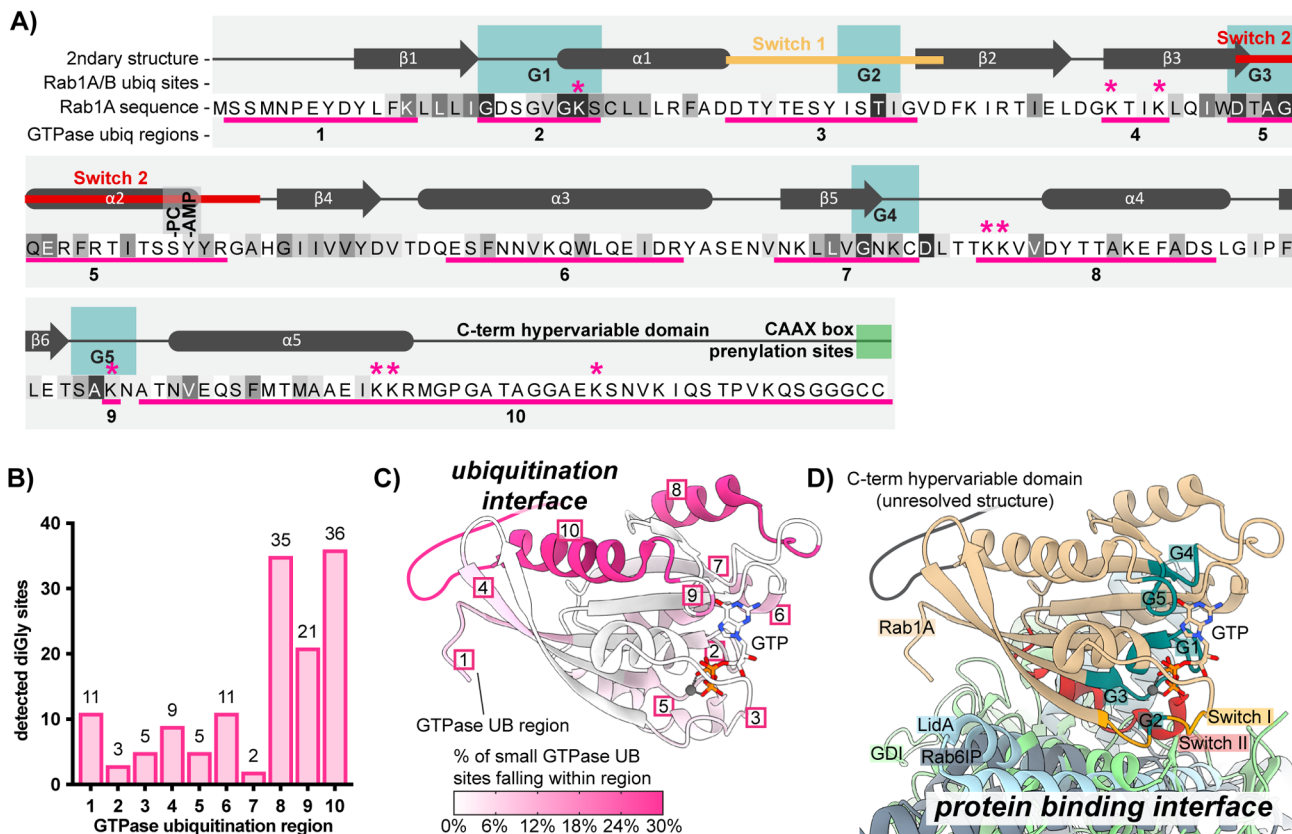 A)
2ndary structure -
Rab1A/B ubiq sites -
Rab1A sequence -
GTPase ubiq regions -
β1
G1
α1
Switch 1
G2
β2
β3
Switch 2
G3
* * *
MSSMNPEYDYLFKLLLIGDSGVGKSCLLLRFADDTYTESYISTIGVDFKIRTIELDGKTIKLQIWDTAG
1 2 3 4 5
Switch 2
α2
-PC
-AMP
β4
α3
β5
G4
α4
**
QERFRTITSSYYRGAHGIIVVYDVTDQESFNNVKQWLQEIDRYASENVNKLLVGNKCDLTTKKVVDYTTAKEFADSLGIPF
5 6 7 8
β6
G5
α5
C-term hypervariable domain
CAAX box
prenylation sites
* ** *
LETSAKNATNVEQSFMTMAAEIKKRMGPGATAGGAEKSNVKIQSTPVKQSGGGCC
9 10
B)
detected diGly sites
40
30
20
10
0
11 3 5 9 5 11 2 35 21 36
1 2 3 4 5 6 7 8 9 10
GTPase ubiquitination region
C)
ubiquitination
interface
8
10
7
4
9
6
GTP
1
2
5
3
GTPase UB region
% of small GTPase UB
sites falling within region
0% 6% 12% 18% 24% 30%
D)
C-term hypervariable domain
(unresolved structure)
G4
G5
Rab1A
GTP
G1
G3
G2
Switch I
Switch II
LidA
GDI
Rab6IP
protein binding interface